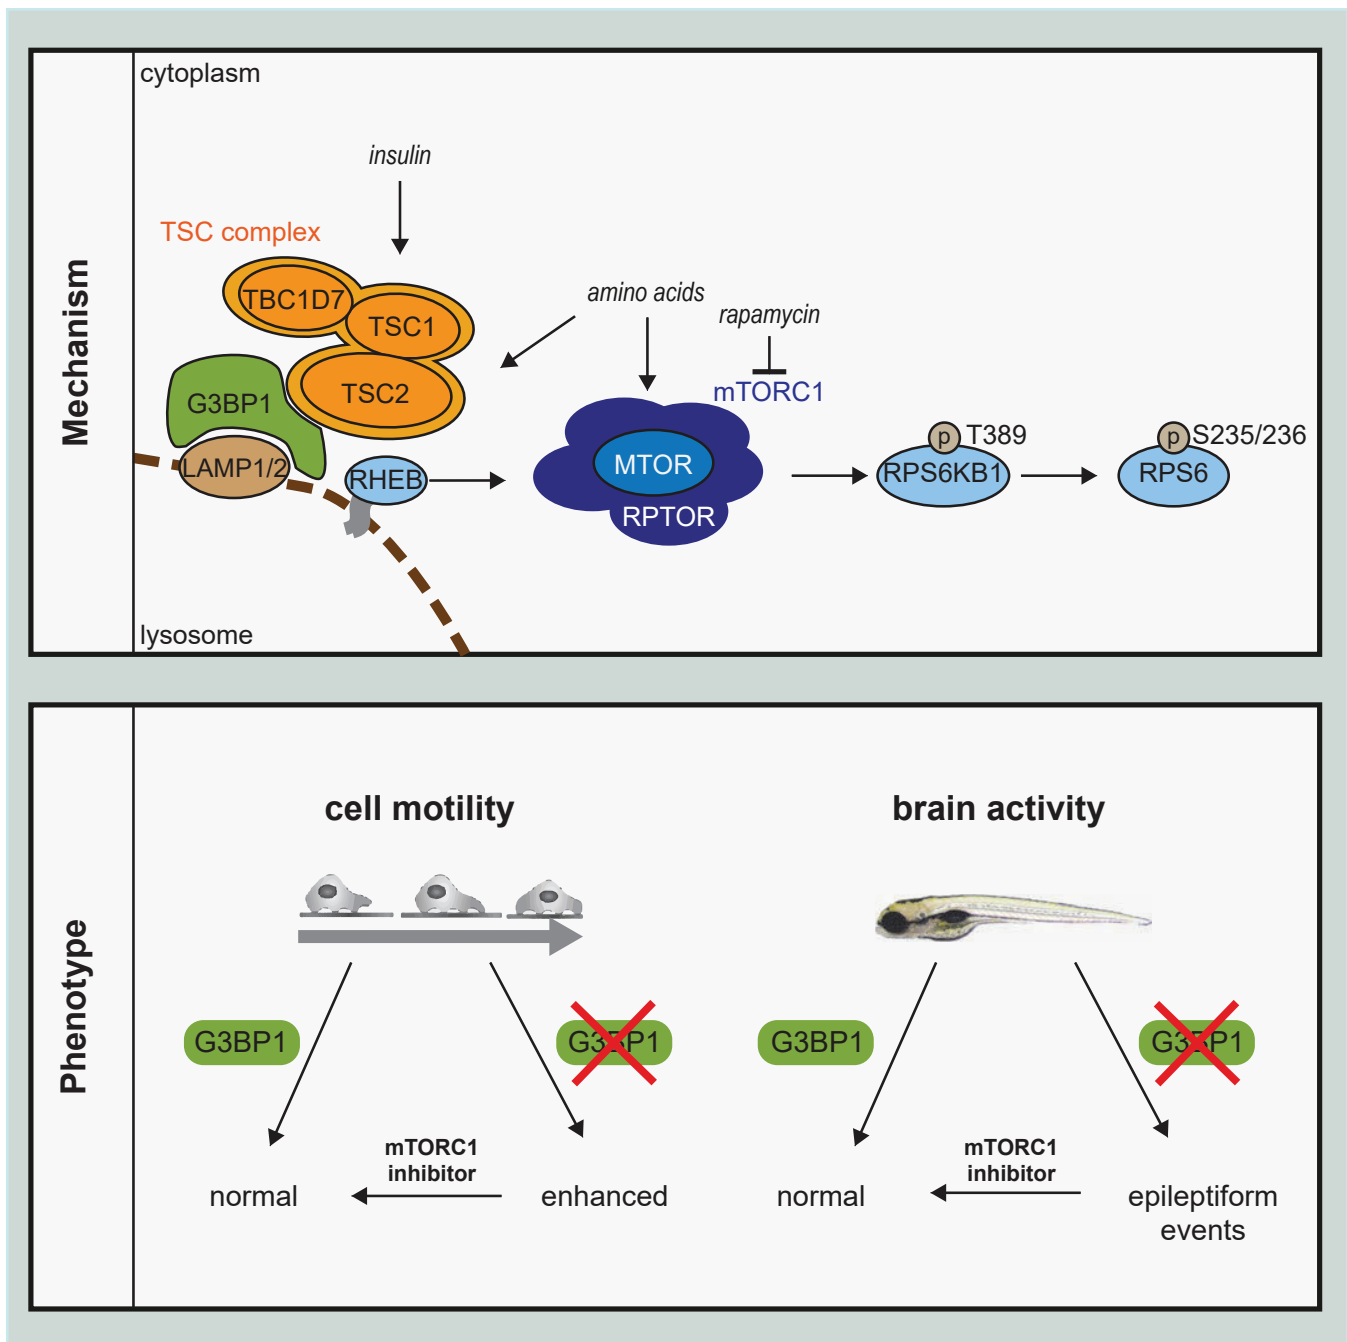 Mechanism
cytoplasm
insulin
TSC complex
TBC1D7
TSC1
TSC2
amino acids
rapamycin
mTORC1
G3BP1
LAMP1/2
RHEB
MTOR
RPTOR
p T389
RPS6KB1
p S235/236
RPS6
lysosome
Phenotype
cell motility
G3BP1
G3BP1
normal
mTORC1
inhibitor
enhanced
brain activity
G3BP1
G3BP1
normal
mTORC1
inhibitor
epileptiform
events